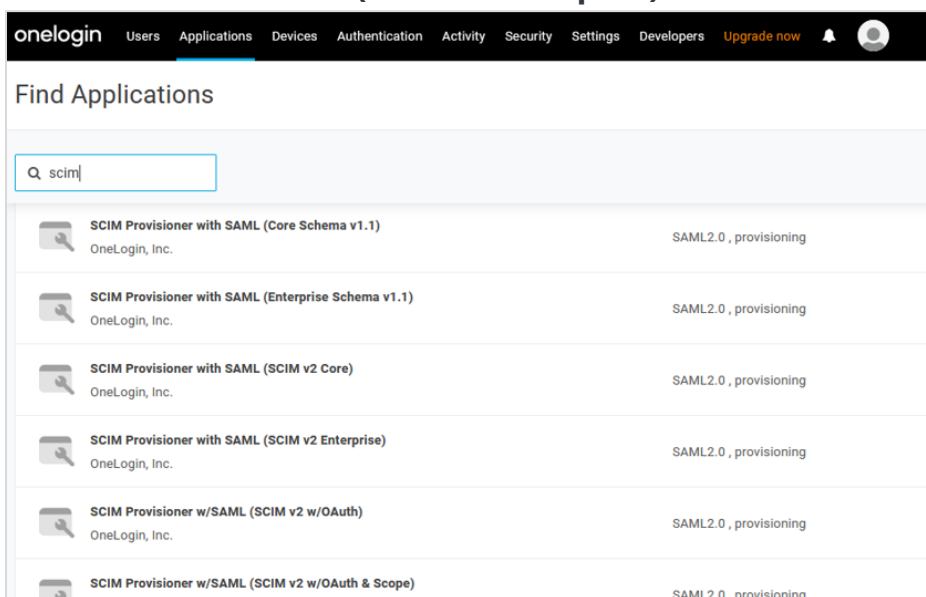 onelogin Users Applications Devices Authentication Activity Security Settings Developers Upgrade now
Find Applications
scim
SCIM Provisioner with SAML (Core Schema v1.1)
OneLogin, Inc.
SAML2.0 , provisioning
SCIM Provisioner with SAML (Enterprise Schema v1.1)
OneLogin, Inc.
SAML2.0 , provisioning
SCIM Provisioner with SAML (SCIM v2 Core)
OneLogin, Inc.
SAML2.0 , provisioning
SCIM Provisioner with SAML (SCIM v2 Enterprise)
OneLogin, Inc.
SAML2.0 , provisioning
SCIM Provisioner w/SAML (SCIM v2 w/OAuth)
OneLogin, Inc.
SAML2.0 , provisioning
SCIM Provisioner w/SAML (SCIM v2 w/OAuth & Scope)
SAML2.0 , provisioning